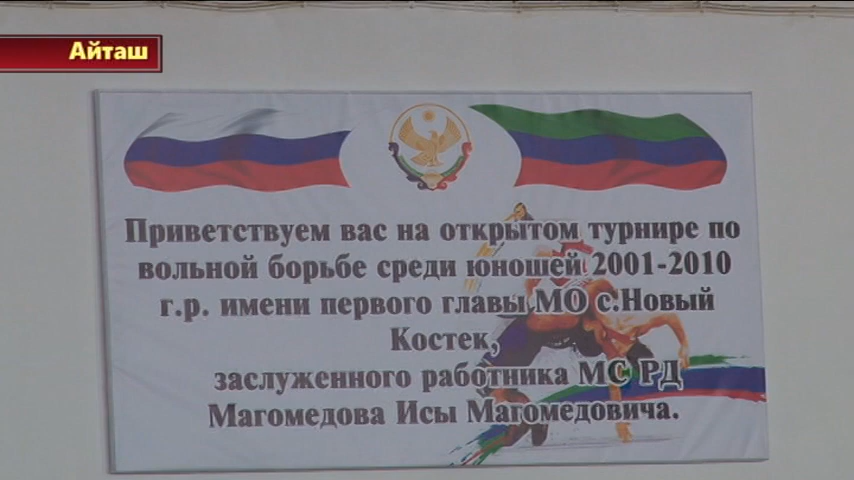 Айташ
Приветствуем вас на открытом турнире по
вольной борьбе среди юношей 2001-2010
г.р. имени первого главы МО с.Новый
Костек,
заслуженного работника МС РД
Магомедова Исы Магомедовича.